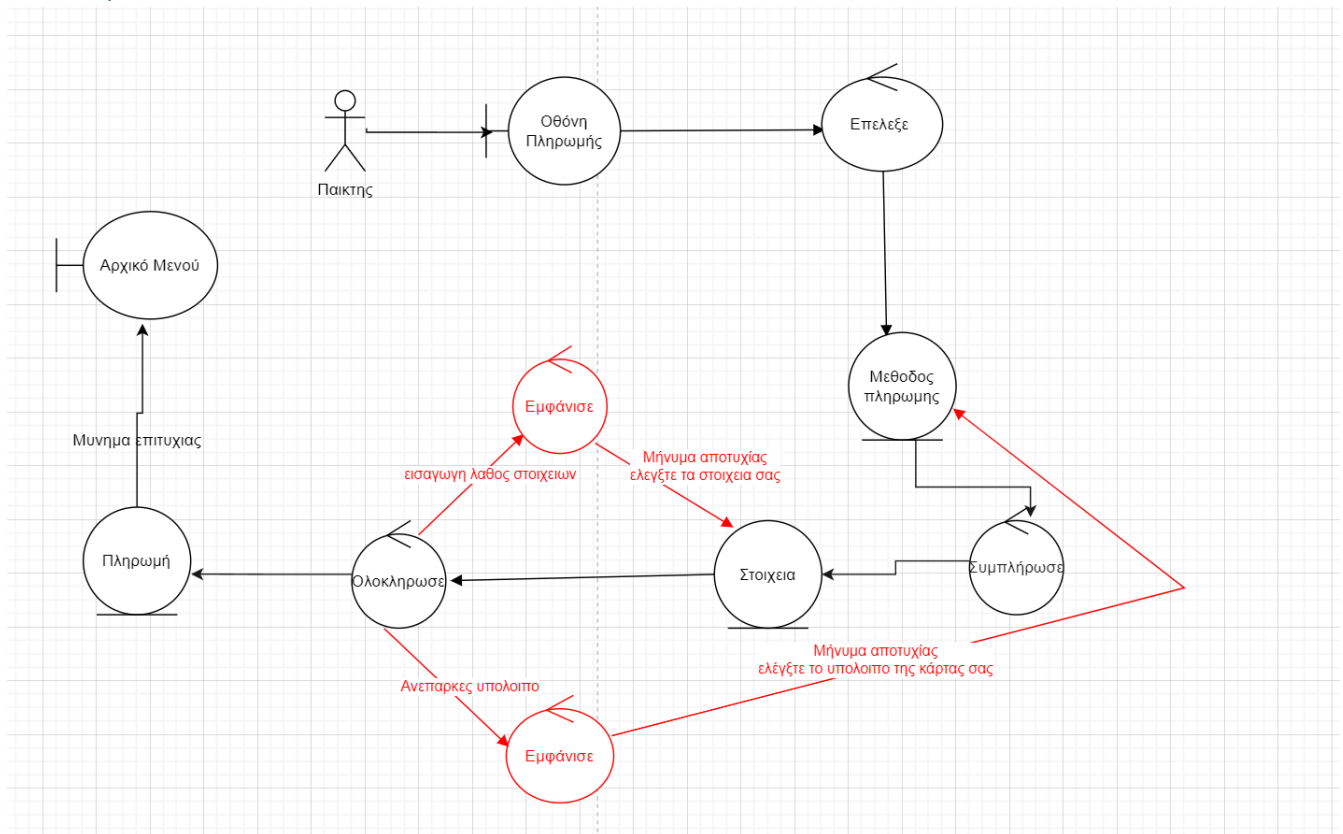 Οθόνη
Πληρωμής
Επελεξε
Παικτης
Αρχικό Μενού
Μεθοδος
πληρωμης
Εμφάνισε
Μυνημα επιτυχιας
Μήνυμα αποτυχίας
ελεγξτε τα στοιχεια σας
εισαγωγη λαθος στοιχειων
Πληρωμή
Ολοκληρωσε
Στοιχεια
Συμπλήρωσε
Μήνυμα αποτυχίας
ελέγξτε το υπολοιπο της κάρτας σας
Ανεπαρκες υπολοιπο
Εμφάνισε